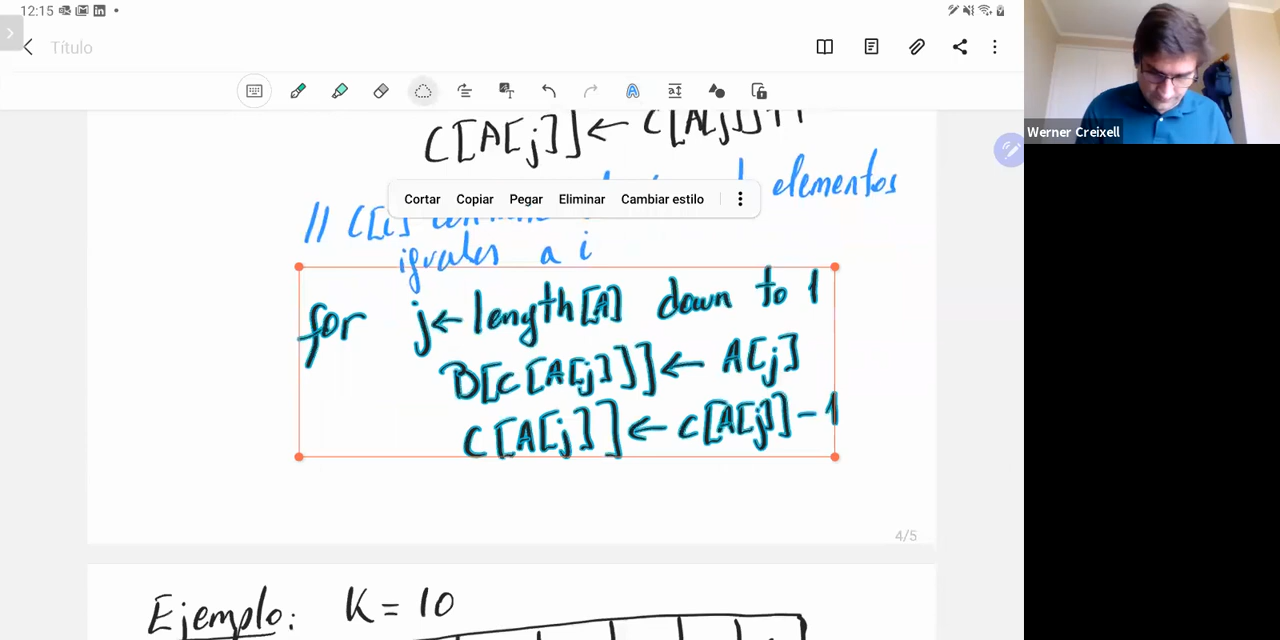 12:15
Título
C[A[j]] ← C[A[j]]+1
Cortar Copiar Pegar Eliminar Cambiar estilo
elementos
// C[i]
iguales a i
for j ← length[A] down to 1
B[C[A[j]]] ← A[j]
C[A[j]] ← C[A[j]] - 1
4/5
Ejemplo: K = 10
Werner Creixell